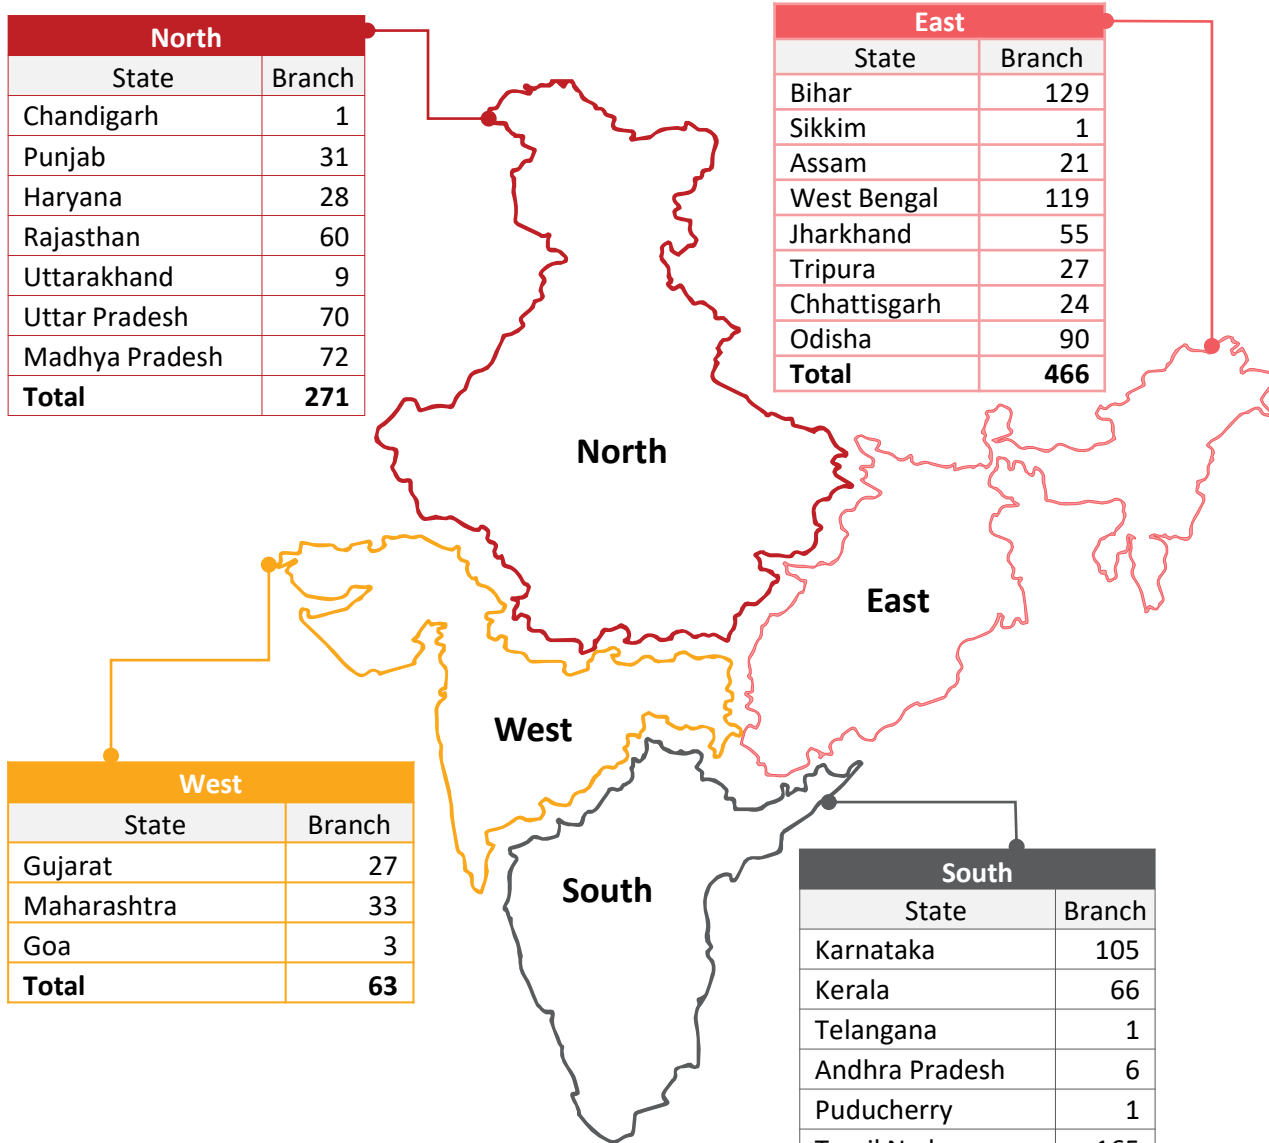 North
State Branch
Chandigarh 1
Punjab 31
Haryana 28
Rajasthan 60
Uttarakhand 9
Uttar Pradesh 70
Madhya Pradesh 72
Total 271
East
State Branch
Bihar 129
Sikkim 1
Assam 21
West Bengal 119
Jharkhand 55
Tripura 27
Chhattisgarh 24
Odisha 90
Total 466
North
East
West
South
West
State Branch
Gujarat 27
Maharashtra 33
Goa 3
Total 63
South
State Branch
Karnataka 105
Kerala 66
Telangana 1
Andhra Pradesh 6
Puducherry 1